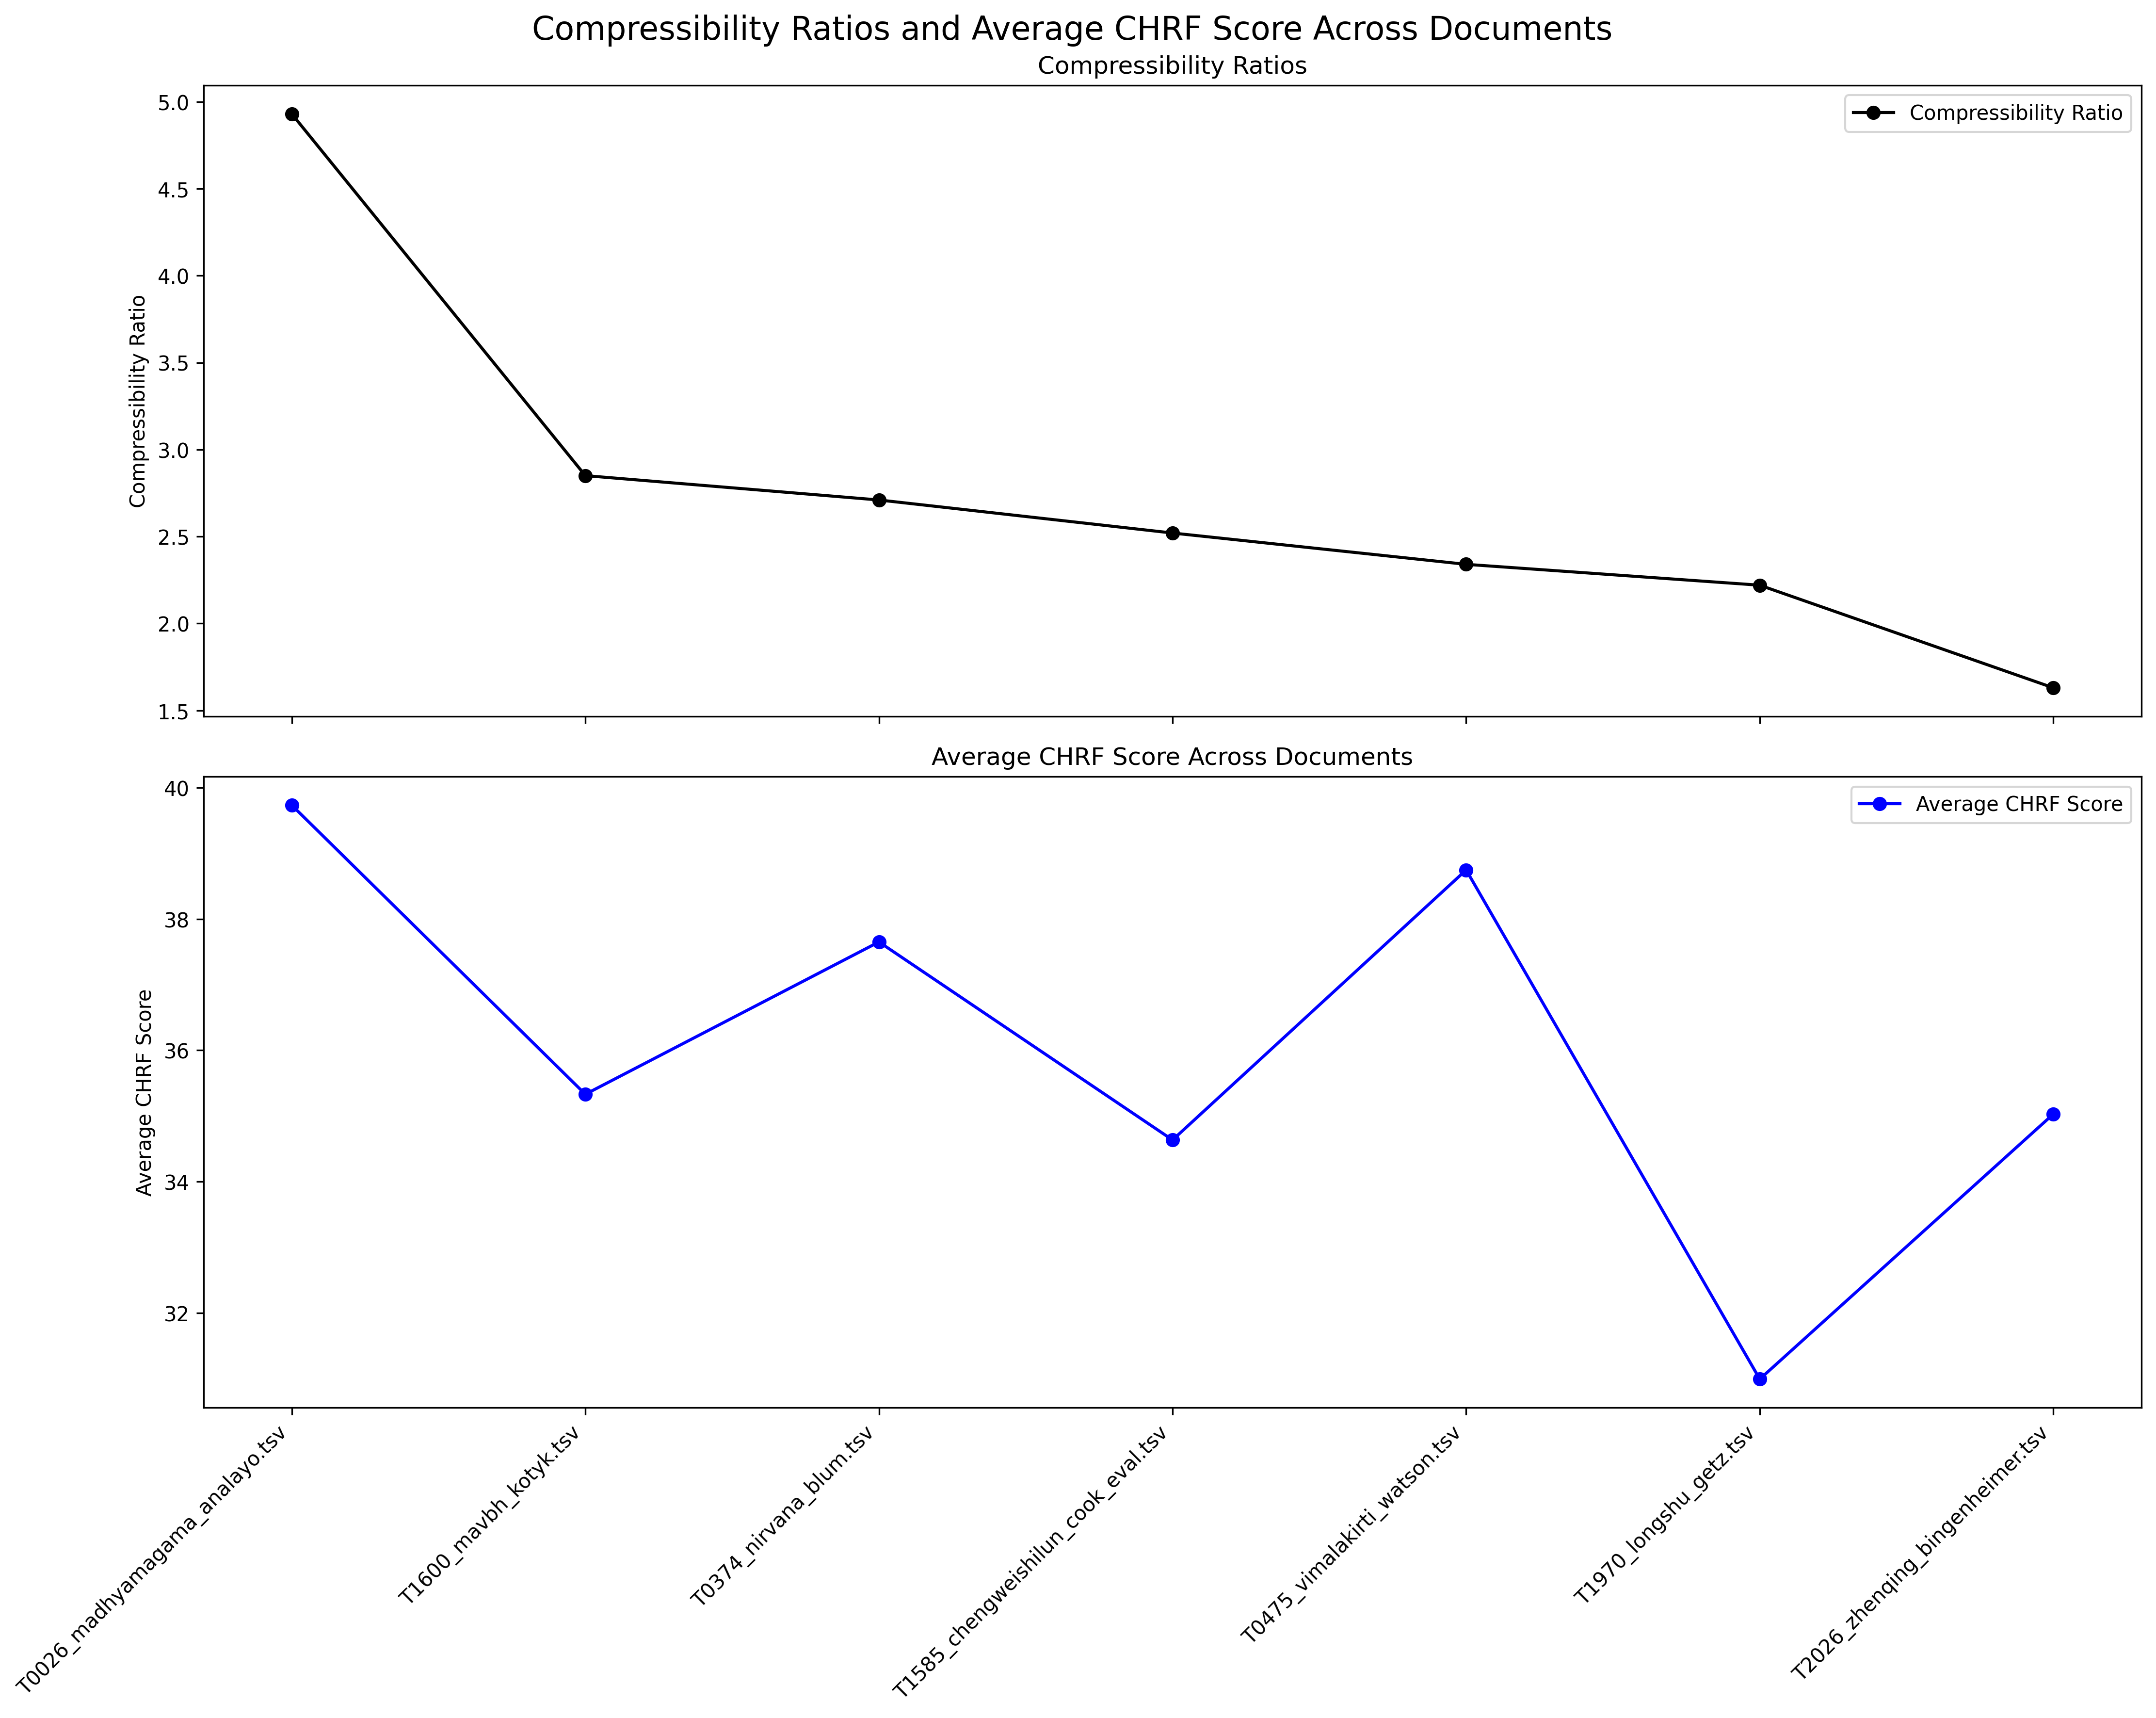 Compressibility Ratios and Average CHRF Score Across Documents
Compressibility Ratios
Compressibility Ratio
5.0
4.5
4.0
3.5
3.0
2.5
2.0
1.5
Compressibility Ratio
Average CHRF Score Across Documents
Average CHRF Score
40
38
36
34
32
Average CHRF Score
T0026_madhyamagama_analayo.tsv
T1600_mavbh_kotyk.tsv
T0374_nirvana_blum.tsv
T1585_chengweishilun_cook_eval.tsv
T0475_vimalakirti_watson.tsv
T1970_longshu_getz.tsv
T2026_zhenqing_bingenheimer.tsv